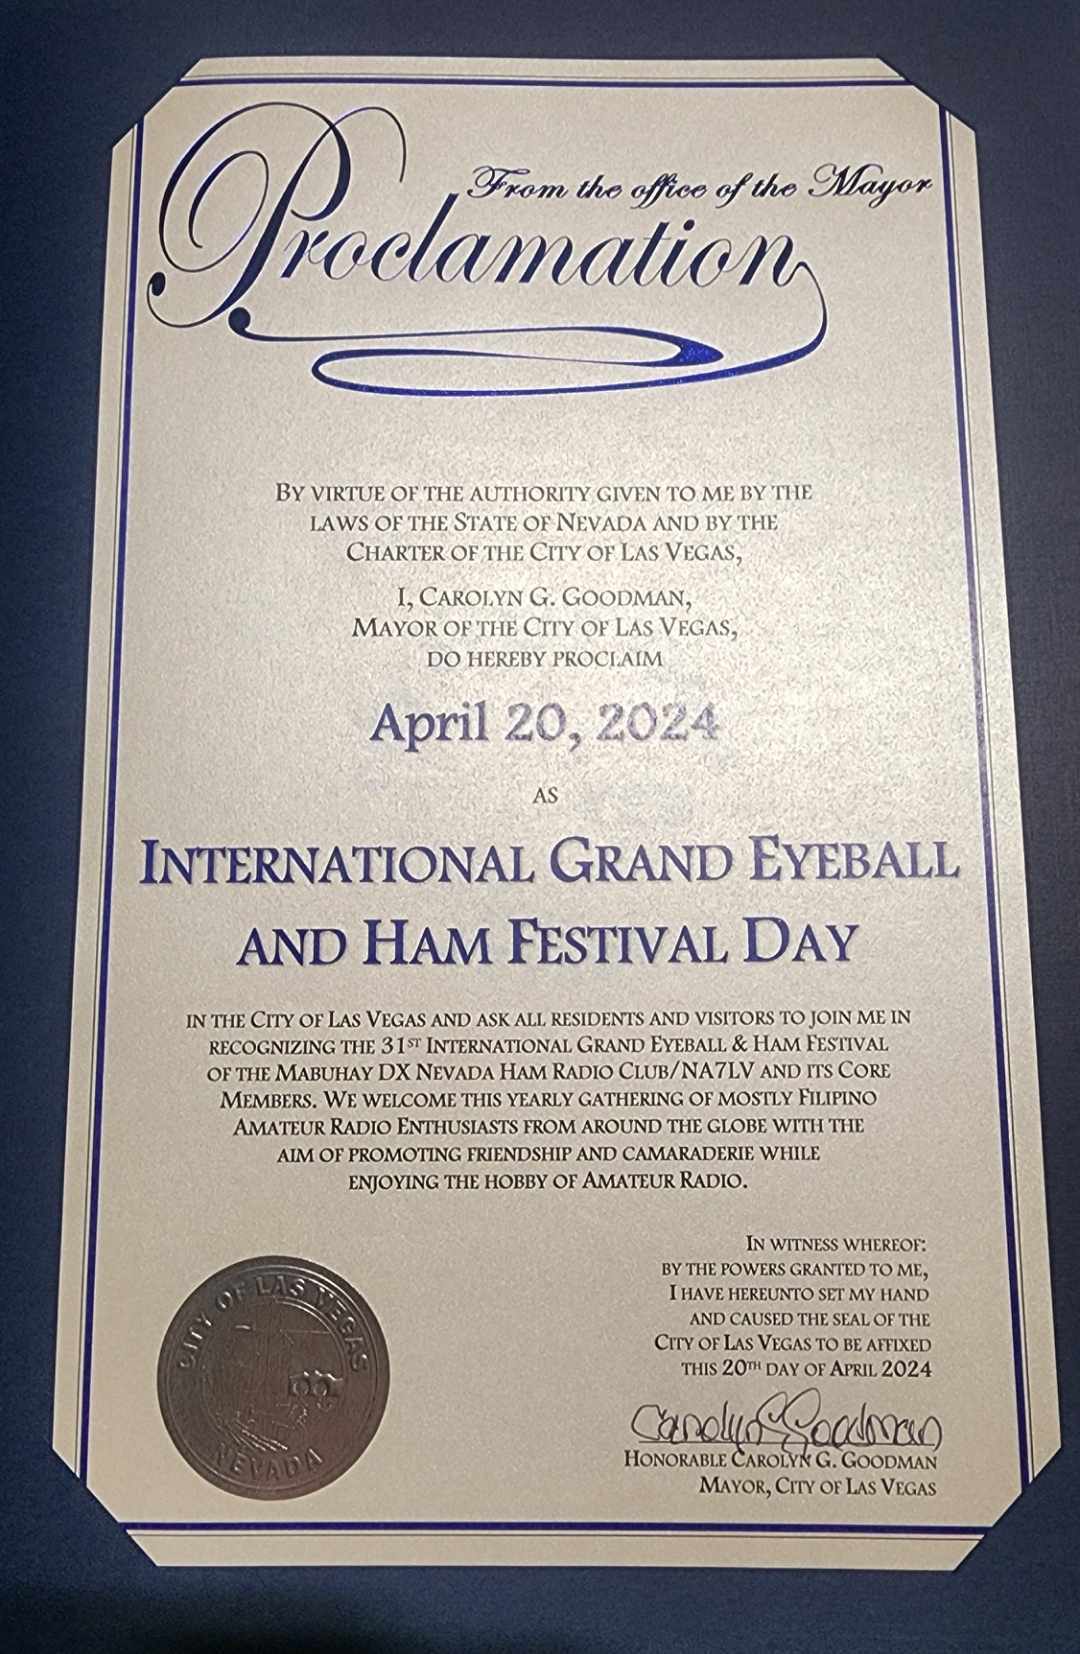 From the office of the Mayor
Proclamation
By virtue of the authority given to me by the
laws of the State of Nevada and by the
Charter of the City of Las Vegas,
I, Carolyn G. Goodman,
Mayor of the City of Las Vegas,
do hereby proclaim
April 20, 2024
as
International Grand Eyeball
and Ham Festival Day
in the City of Las Vegas and ask all residents and visitors to join me in
recognizing the 31st International Grand Eyeball & Ham Festival
of the Mabuhay DX Nevada Ham Radio Club/NA7LV and its Core
Members. We welcome this yearly gathering of mostly Filipino
Amateur Radio Enthusiasts from around the globe with the
aim of promoting friendship and camaraderie while
enjoying the hobby of Amateur Radio.
In witness whereof:
by the powers granted to me,
I have hereunto set my hand
and caused the seal of the
City of Las Vegas to be affixed
this 20th day of April 2024
Carolyn G. Goodman
Honorable Carolyn G. Goodman
Mayor, City of Las Vegas
CITY OF LAS VEGAS
NEVADA